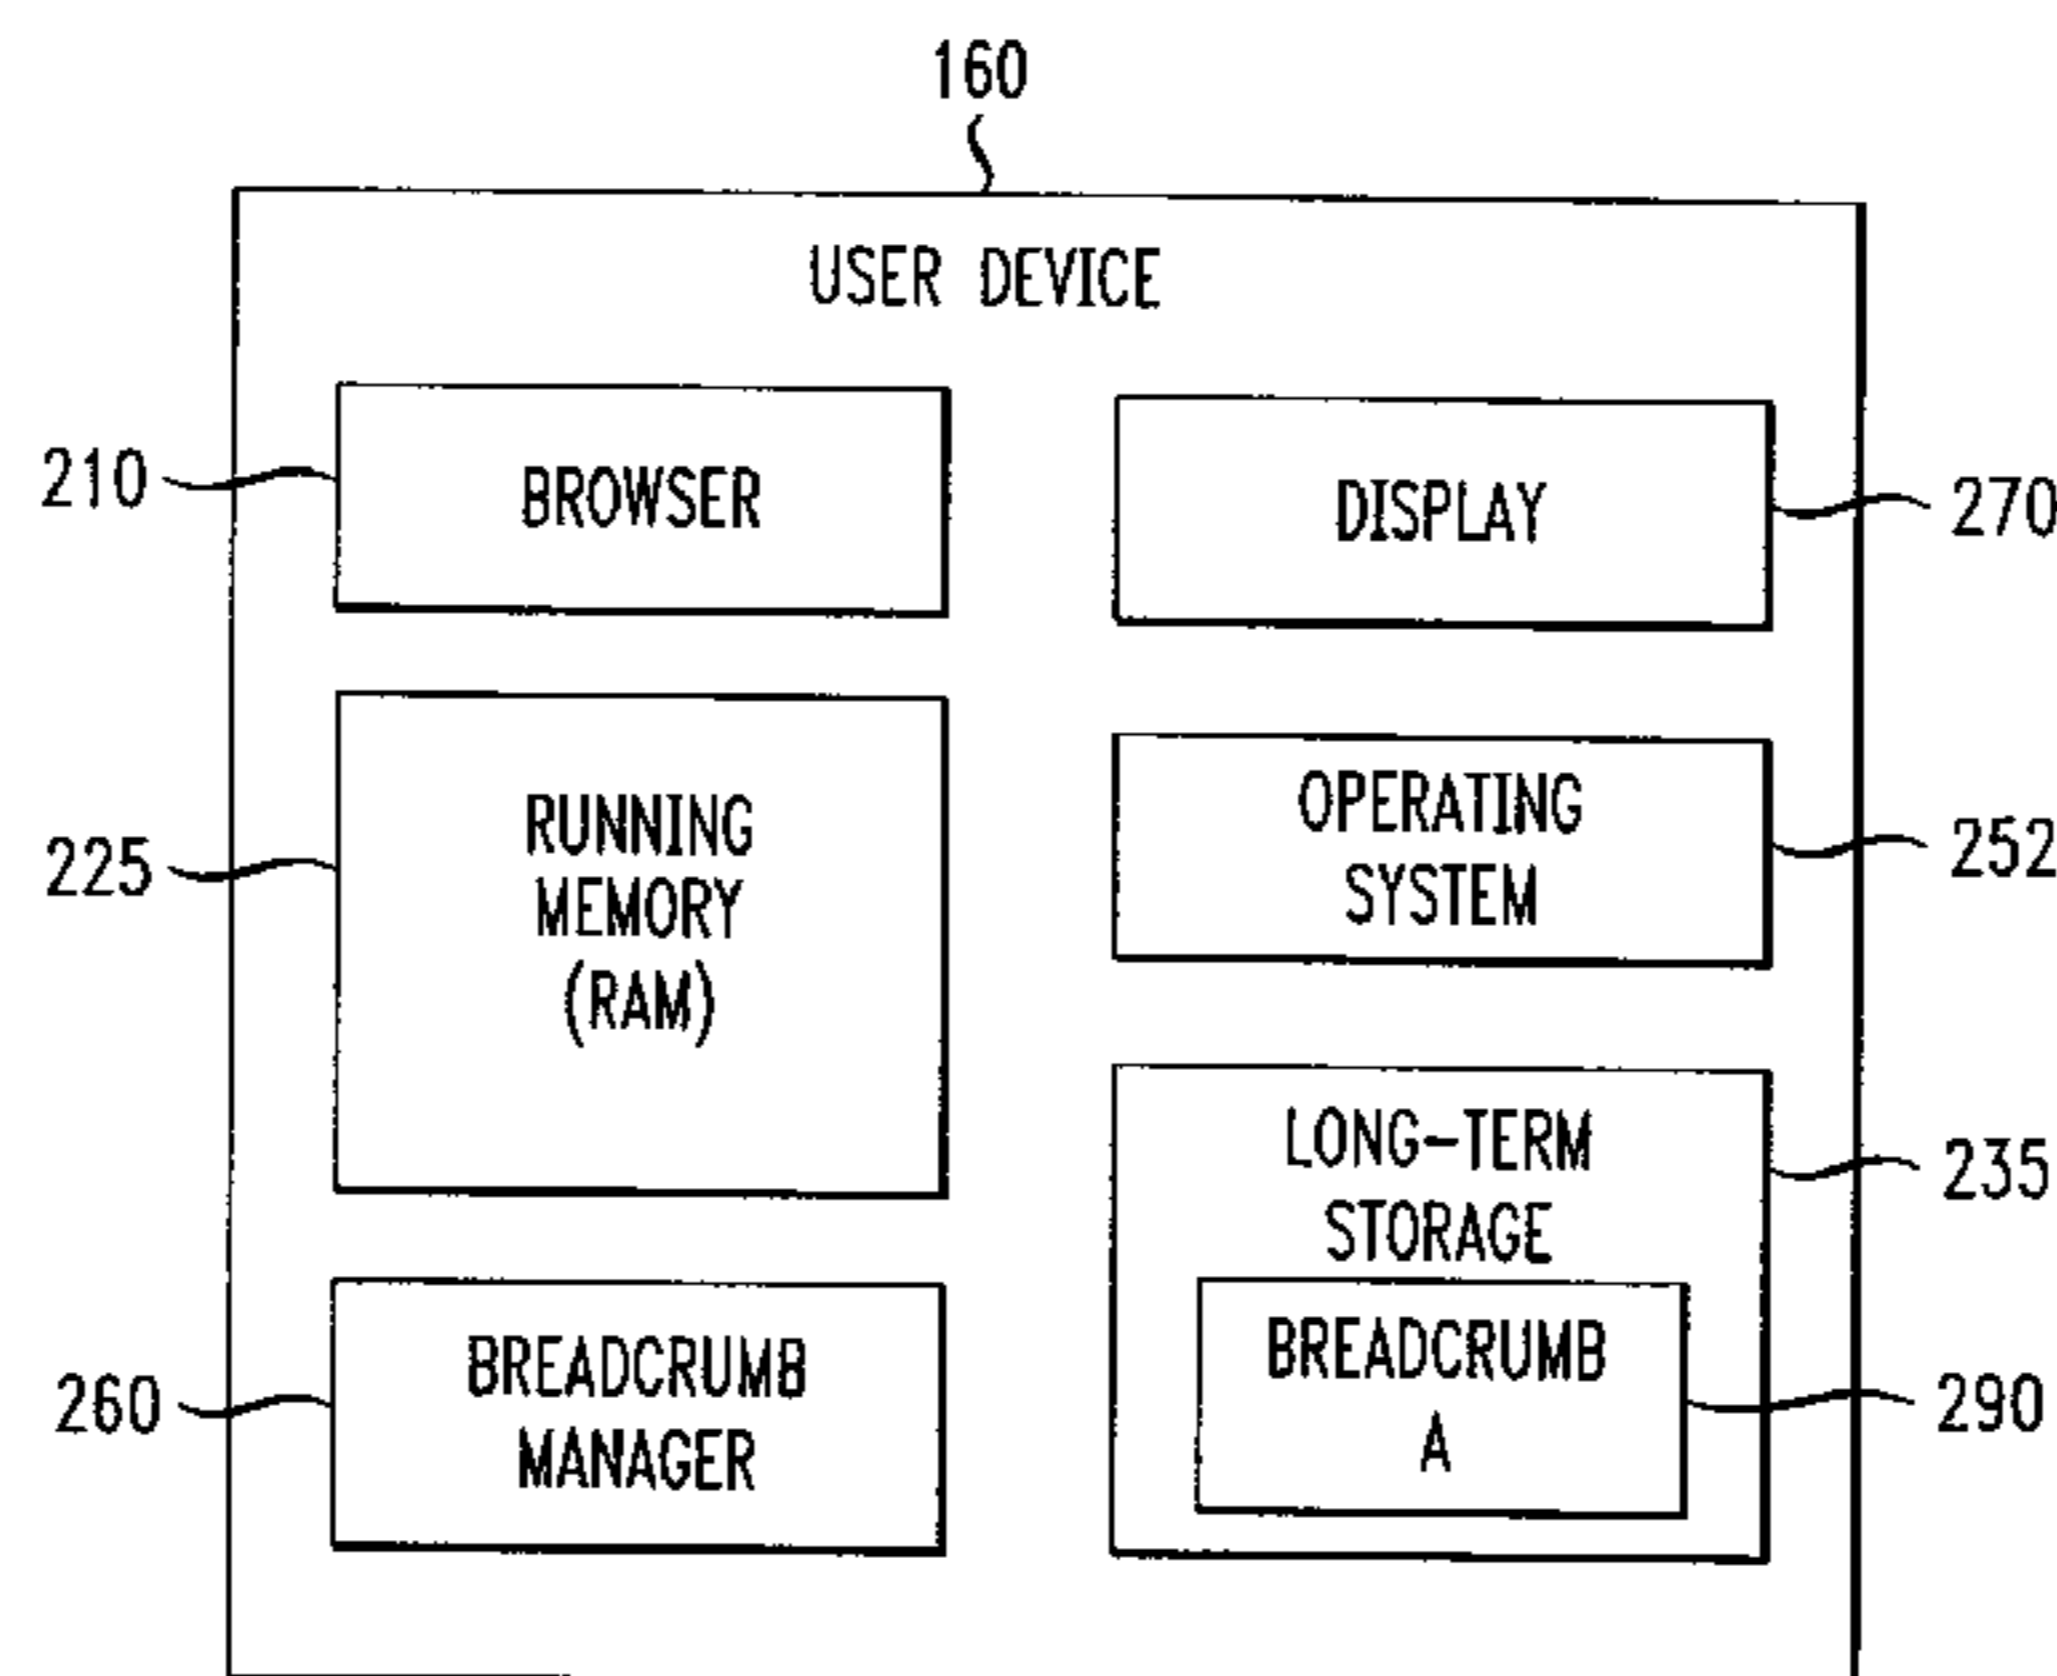 160
USER DEVICE
210
BROWSER
DISPLAY
270
225
RUNNING
MEMORY
(RAM)
OPERATING
SYSTEM
252
LONG-TERM
STORAGE
235
260
BREADCRUMB
MANAGER
BREADCRUMB
A
290